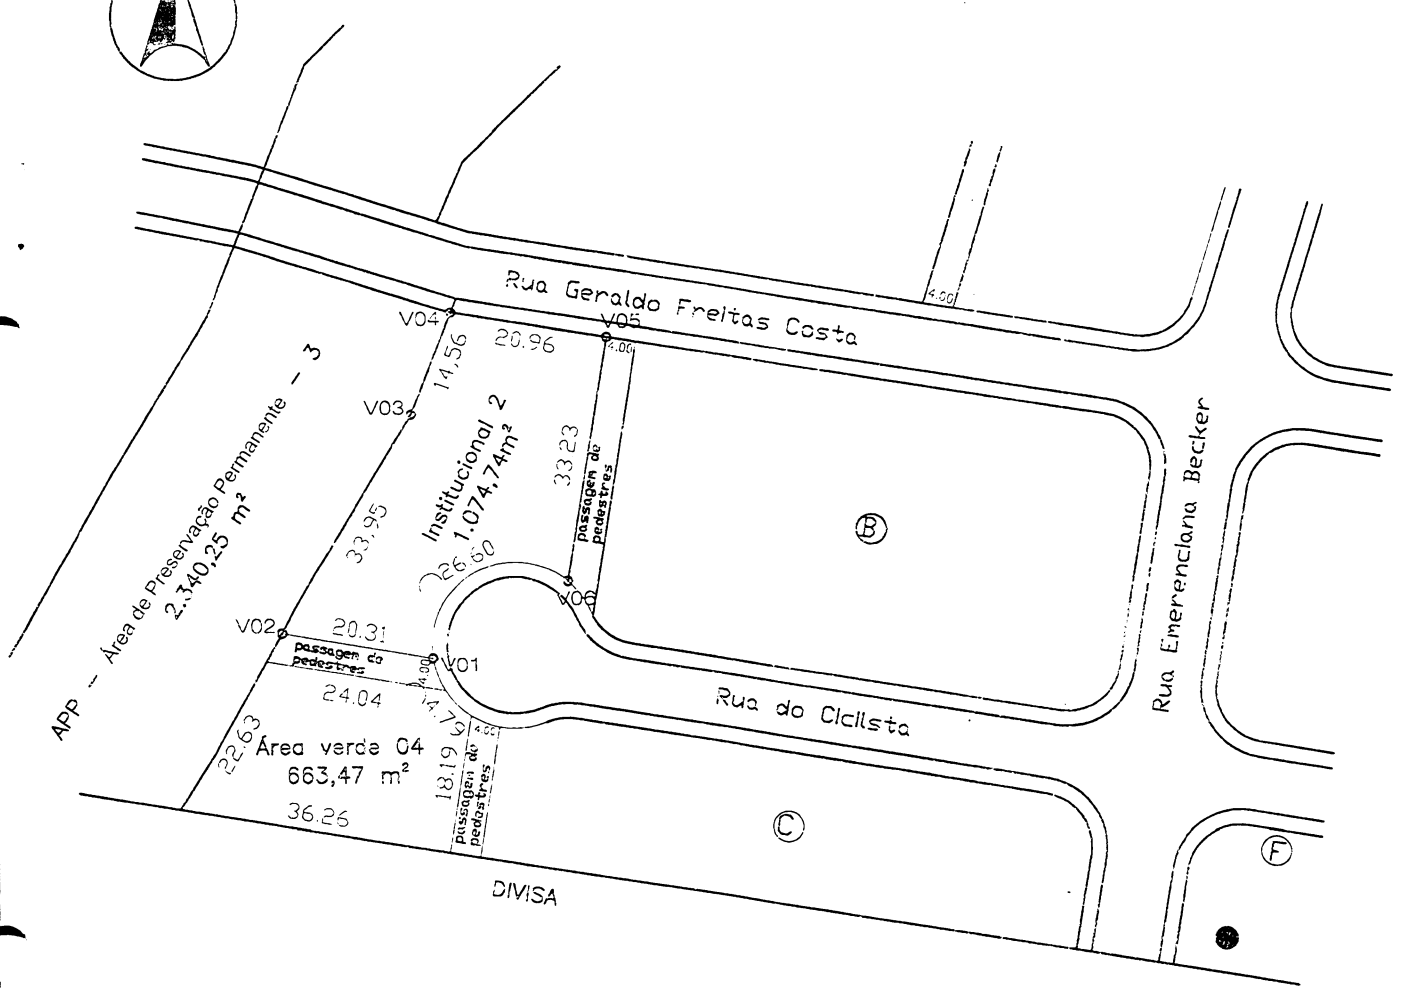 Rua Geraldo Freitas Costa
4.00
V04
20.96
V05
4.00
14,56
V03
Institucional 2
1.074,74m²
33.23
passagem de
pedestres
APP - Área de Preservação Permanente - 3
2.340,25 m²
33,95
26.60
B
Rua Emerenciana Becker
V06
V02
20.31
V01
passagem de
pedestres
4.00
24.04
14.79
4.00
Rua do Ciclista
22.63
Área verde 04
663,47 m²
18.19
passagem de
pedestres
36.26
C
F
DIVISA